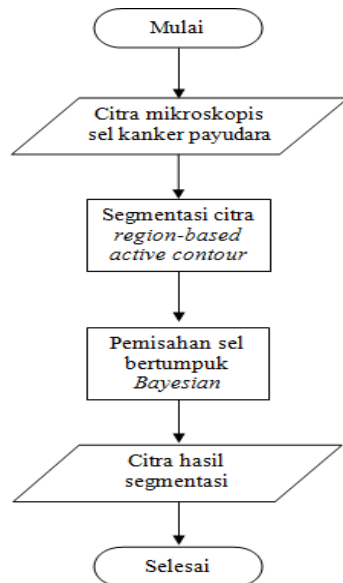 Mulai
Citra mikroskopis
sel kanker payudara
Segmentasi citra
region-based
active contour
Pemisahan sel
bertumpuk
Bayesian
Citra hasil
segmentasi
Selesai